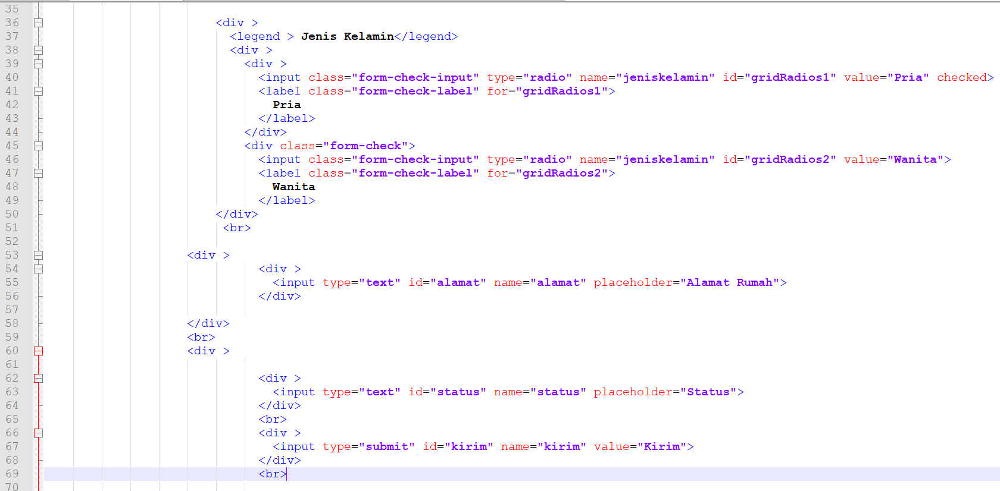 35
36 <div >
37 <legend > Jenis Kelamin</legend>
38 <div >
39 <div >
40 <input class="form-check-input" type="radio" name="jeniskelamin" id="gridRadios1" value="Pria" checked>
41 <label class="form-check-label" for="gridRadios1">
42 Pria
43 </label>
44 </div>
45 <div class="form-check">
46 <input class="form-check-input" type="radio" name="jeniskelamin" id="gridRadios2" value="Wanita">
47 <label class="form-check-label" for="gridRadios2">
48 Wanita
49 </label>
50 </div>
51 <br>
52
53 <div >
54 <div >
55 <input type="text" id="alamat" name="alamat" placeholder="Alamat Rumah">
56 </div>
57
58 </div>
59 <br>
60 <div >
61
62 <div >
63 <input type="text" id="status" name="status" placeholder="Status">
64 </div>
65 <br>
66 <div >
67 <input type="submit" id="kirim" name="kirim" value="Kirim">
68 </div>
69 <br>
70